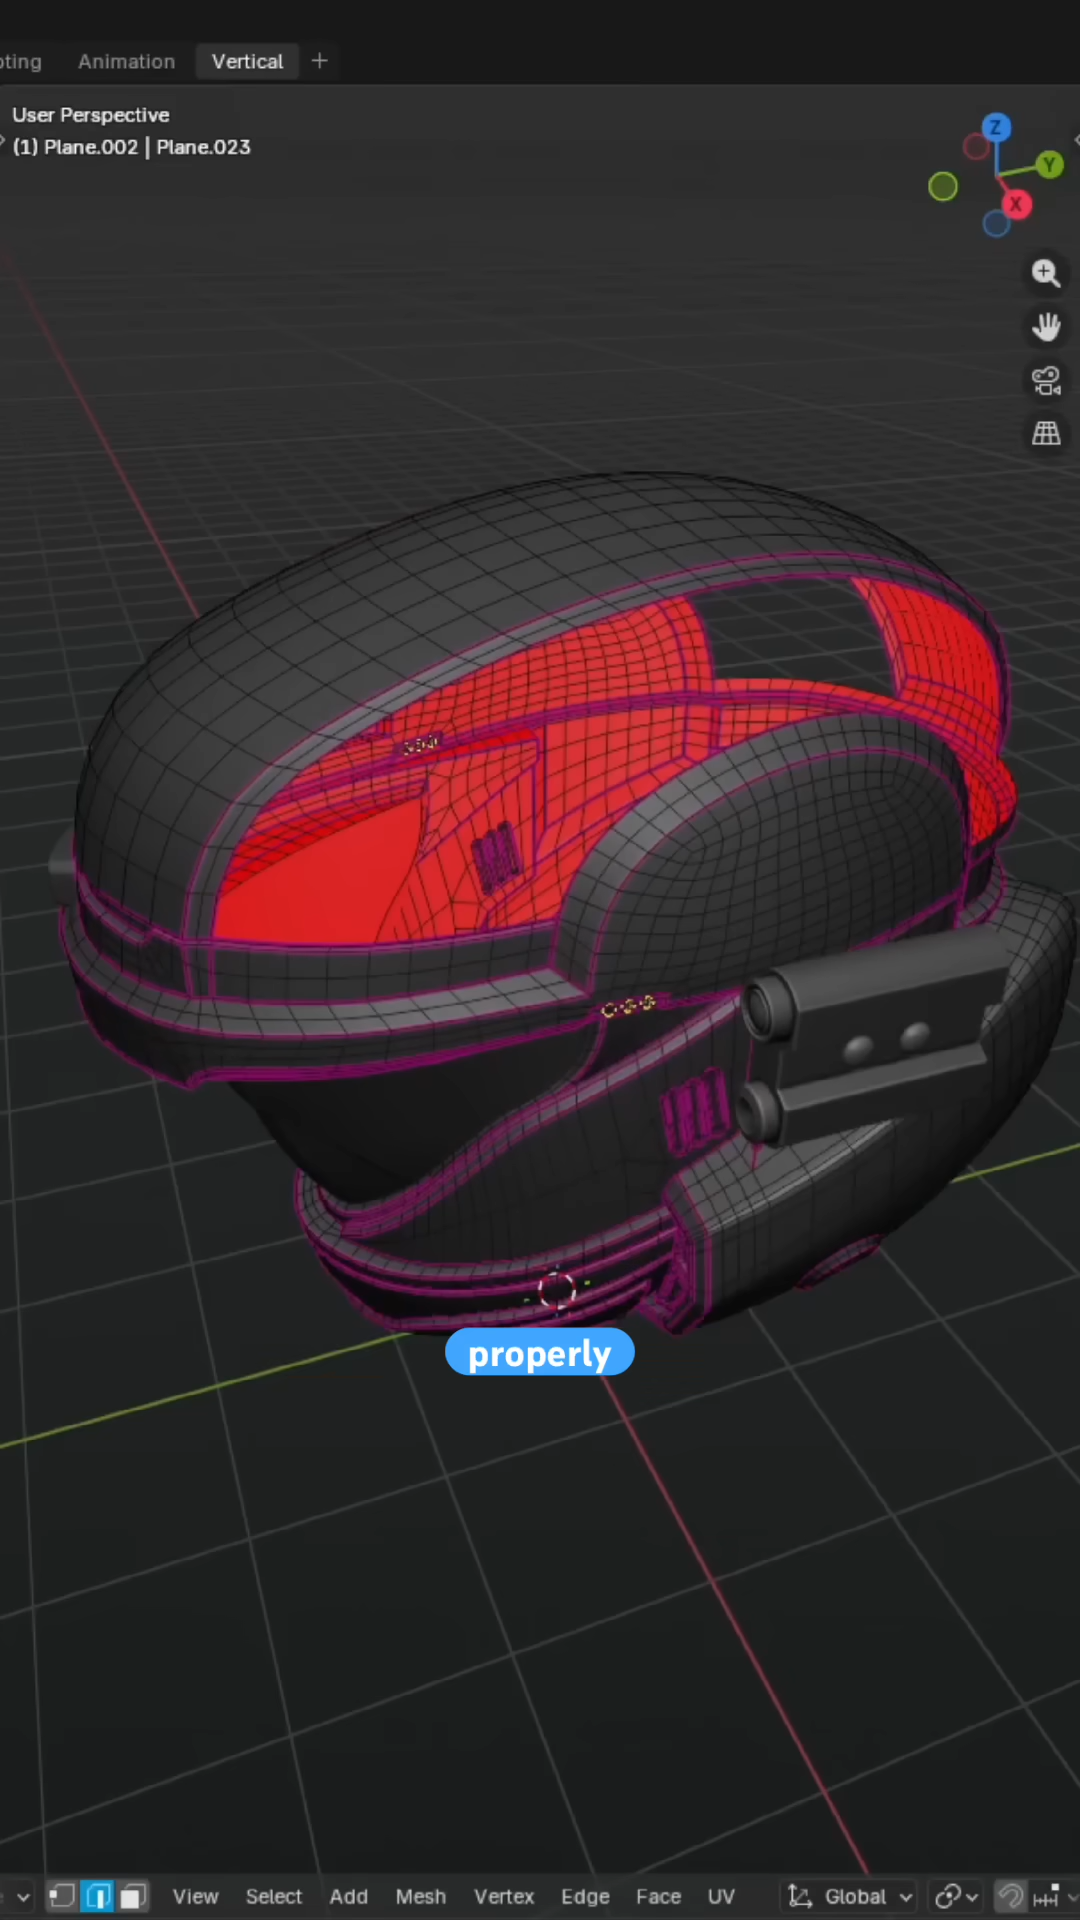 oting Animation Vertical +
User Perspective
(1) Plane.002 | Plane.023
Z
Y
X
properly
View Select Add Mesh Vertex Edge Face UV Global